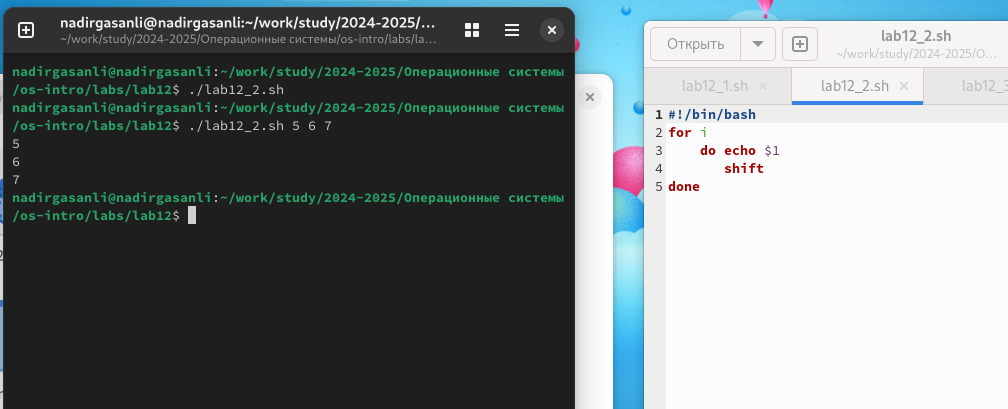 nadirgasanli@nadirgasanli:~/work/study/2024-2025/...
~/work/study/2024-2025/Операционные системы/os-intro/labs/la...
nadirgasanli@nadirgasanli:~/work/study/2024-2025/Операционные системы
/os-intro/labs/lab12$ ./lab12_2.sh
nadirgasanli@nadirgasanli:~/work/study/2024-2025/Операционные системы
/os-intro/labs/lab12$ ./lab12_2.sh 5 6 7
5
6
7
nadirgasanli@nadirgasanli:~/work/study/2024-2025/Операционные системы
/os-intro/labs/lab12$
Открыть
lab12_2.sh
~/work/study/2024-2025/О...
lab12_1.sh
lab12_2.sh
lab12_3
1 #!/bin/bash
2 for i
3 do echo $1
4 shift
5 done